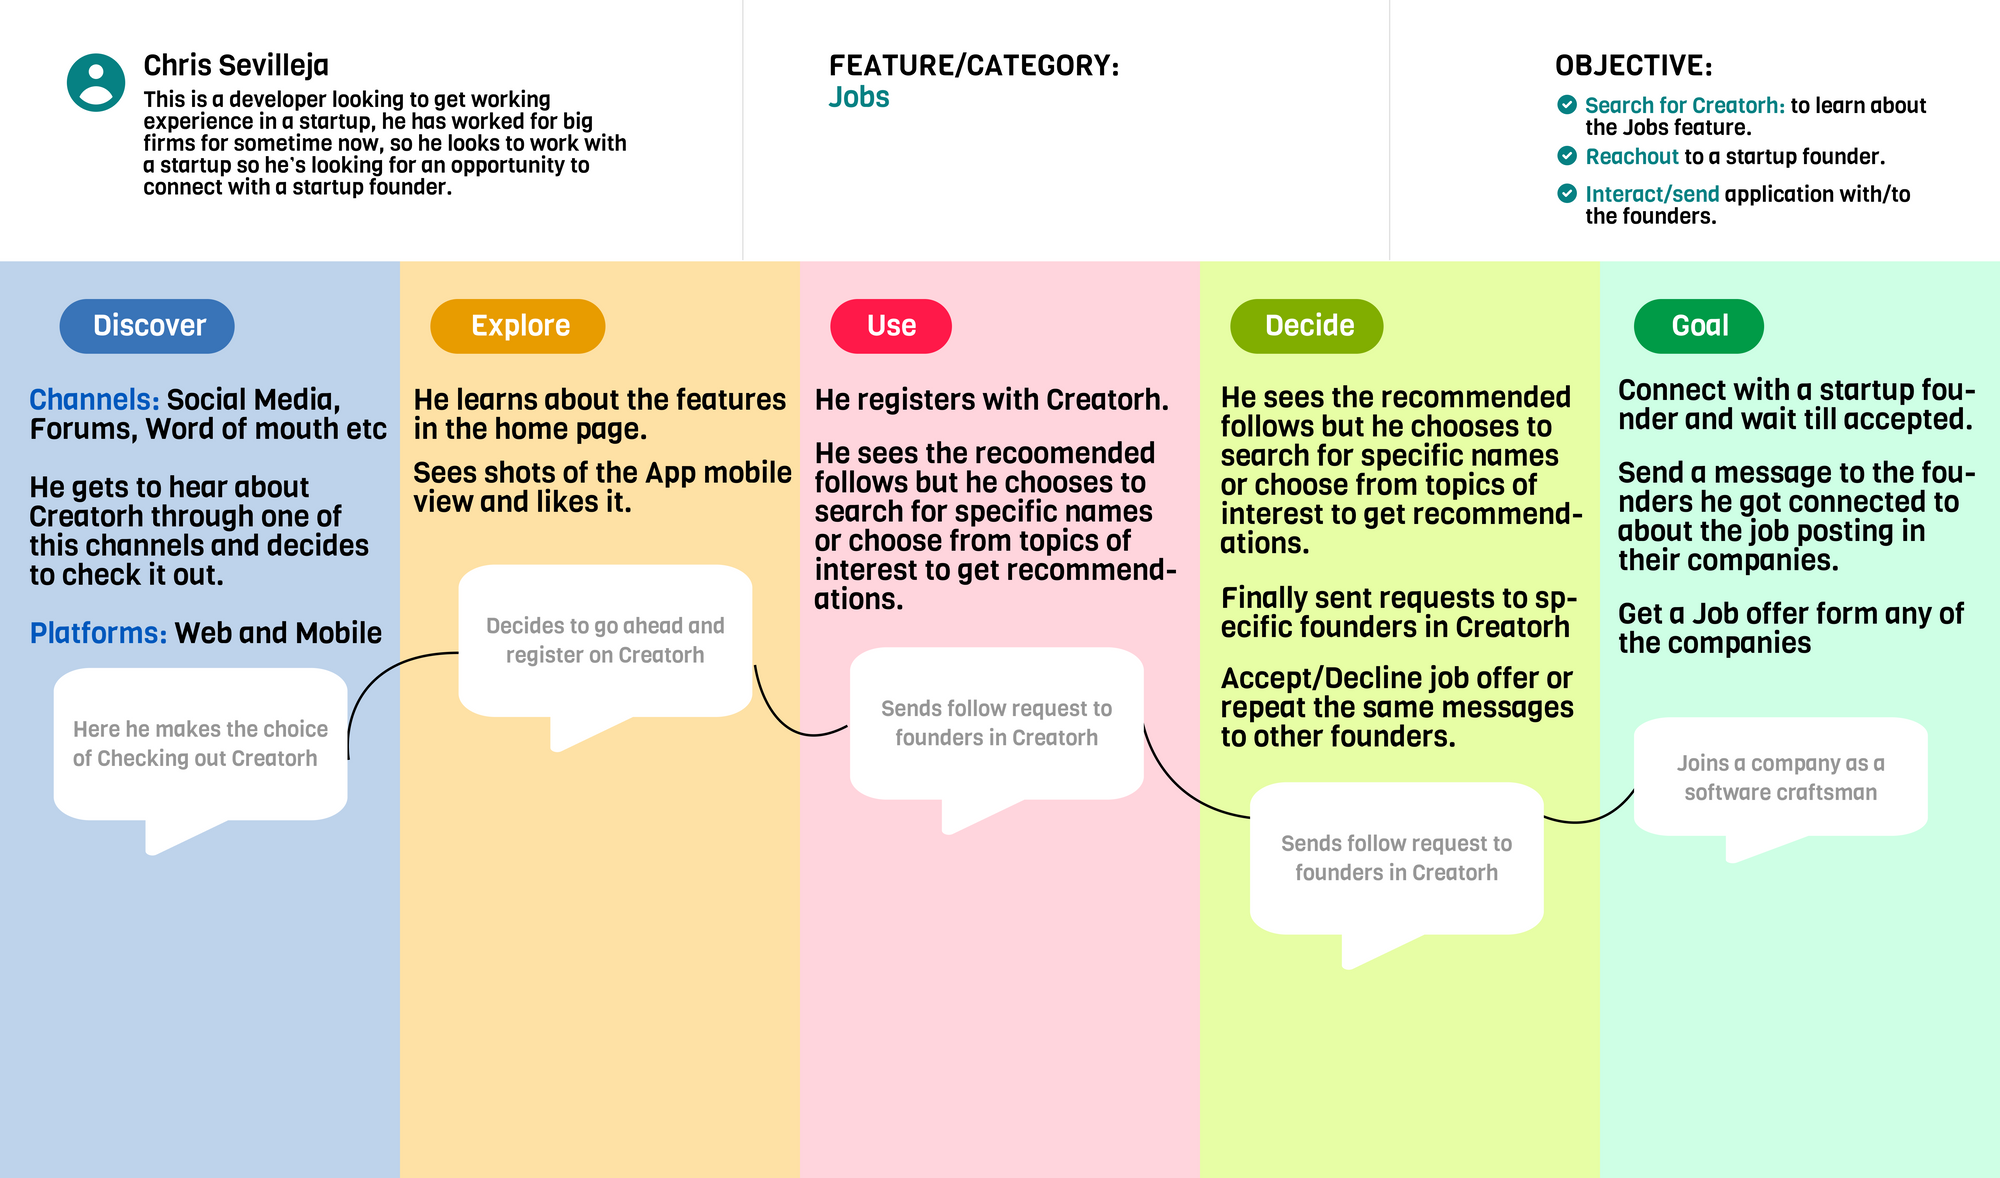 Chris Sevilleja
This is a developer looking to get working
experience in a startup, he has worked for big
firms for sometime now, so he looks to work with
a startup so he's looking for an opportunity to
connect with a startup founder.
FEATURE/CATEGORY:
Jobs
OBJECTIVE:
Search for Creatorh: to learn about
the Jobs feature.
Reachout to a startup founder.
Interact/send application with/to
the founders.
Discover
Channels: Social Media,
Forums, Word of mouth etc
He gets to hear about
Creatorh through one of
this channels and decides
to check it out.
Platforms: Web and Mobile
Here he makes the choice
of Checking out Creatorh
Explore
He learns about the features
in the home page.
Sees shots of the App mobile
view and likes it.
Decides to go ahead and
register on Creatorh
Use
He registers with Creatorh.
He sees the recoomended
follows but he chooses to
search for specific names
or choose from topics of
interest to get recommend-
ations.
Sends follow request to
founders in Creatorh
Decide
He sees the recommended
follows but he chooses to
search for specific names
or choose from topics of
interest to get recommend-
ations.
Finally sent requests to sp-
ecific founders in Creatorh
Accept/Decline job offer or
repeat the same messages
to other founders.
Sends follow request to
founders in Creatorh
Goal
Connect with a startup fou-
nder and wait till accepted.
Send a message to the fou-
nders he got connected to
about the job posting in
their companies.
Get a Job offer form any of
the companies
Joins a company as a
software craftsman